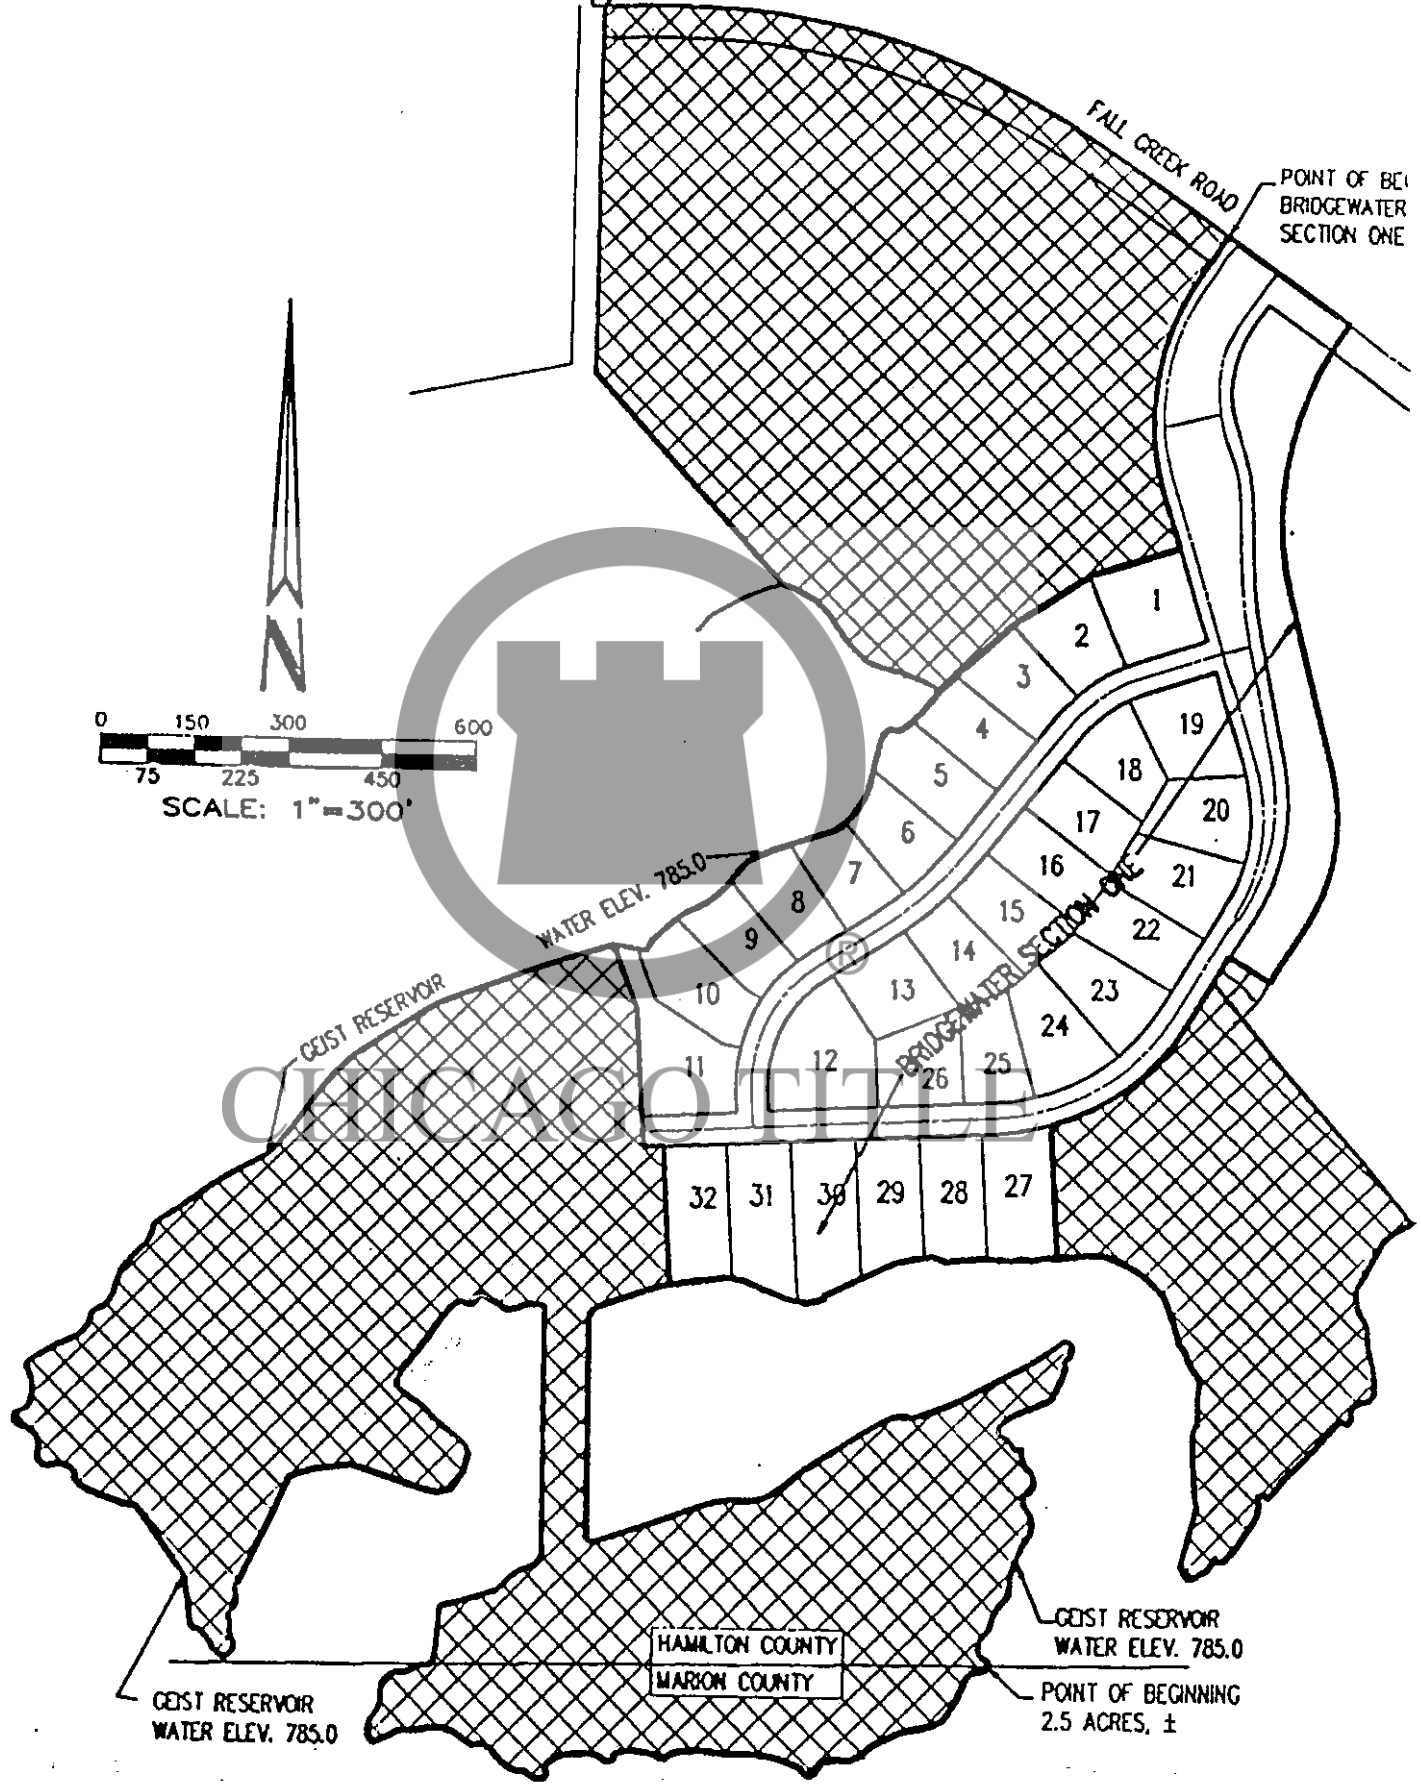 FALL CREEK ROAD
POINT OF BE
BRIDGEWATER
SECTION ONE
N
0 150 300 600
75 225 450
SCALE: 1"=300'
1
2
3
4
5
6
7
8
9
10
11
12
13
14
15
16
17
18
19
20
21
22
23
24
25
26
27
28
29
30
31
32
WATER ELEV. 785.0
GEIST RESERVOIR
BRIDGEWATER SECTION ONE
®
CHICAGO TITLE
HAMILTON COUNTY
MARION COUNTY
GEIST RESERVOIR
WATER ELEV. 785.0
GEIST RESERVOIR
WATER ELEV. 785.0
POINT OF BEGINNING
2.5 ACRES, ±